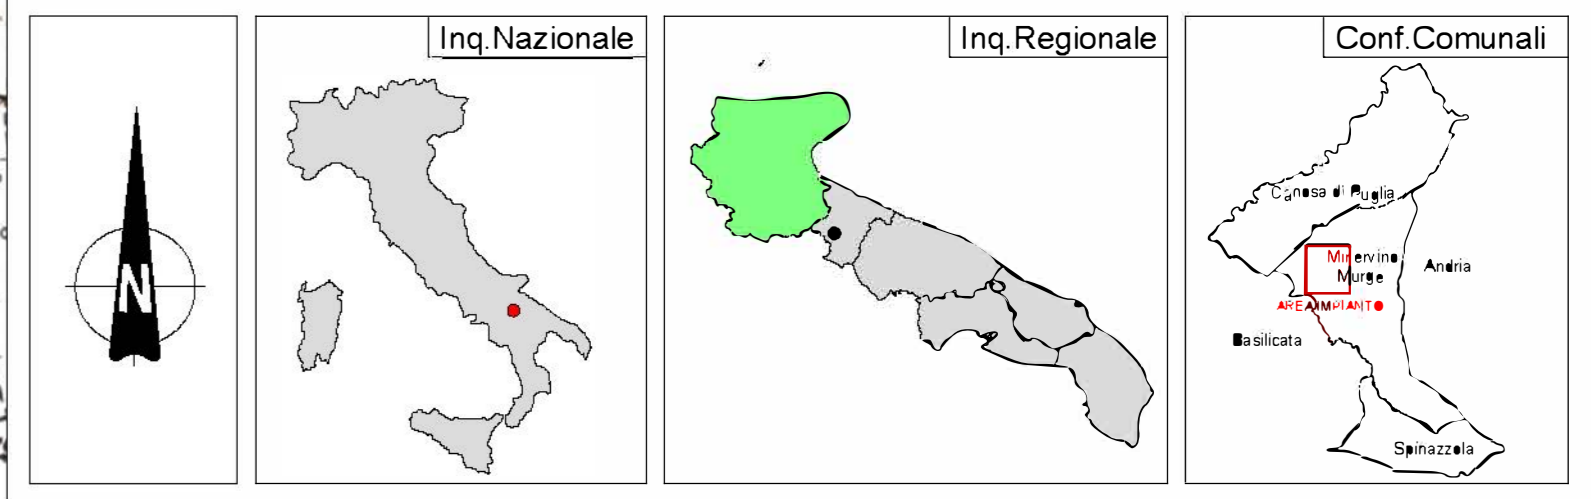 Inq.Nazionale
Inq.Regionale
Conf.Comunali
N
Canosa di Puglia
Minervino
Murge
Andria
AREA IMPIANTO
Basilicata
Spinazzola